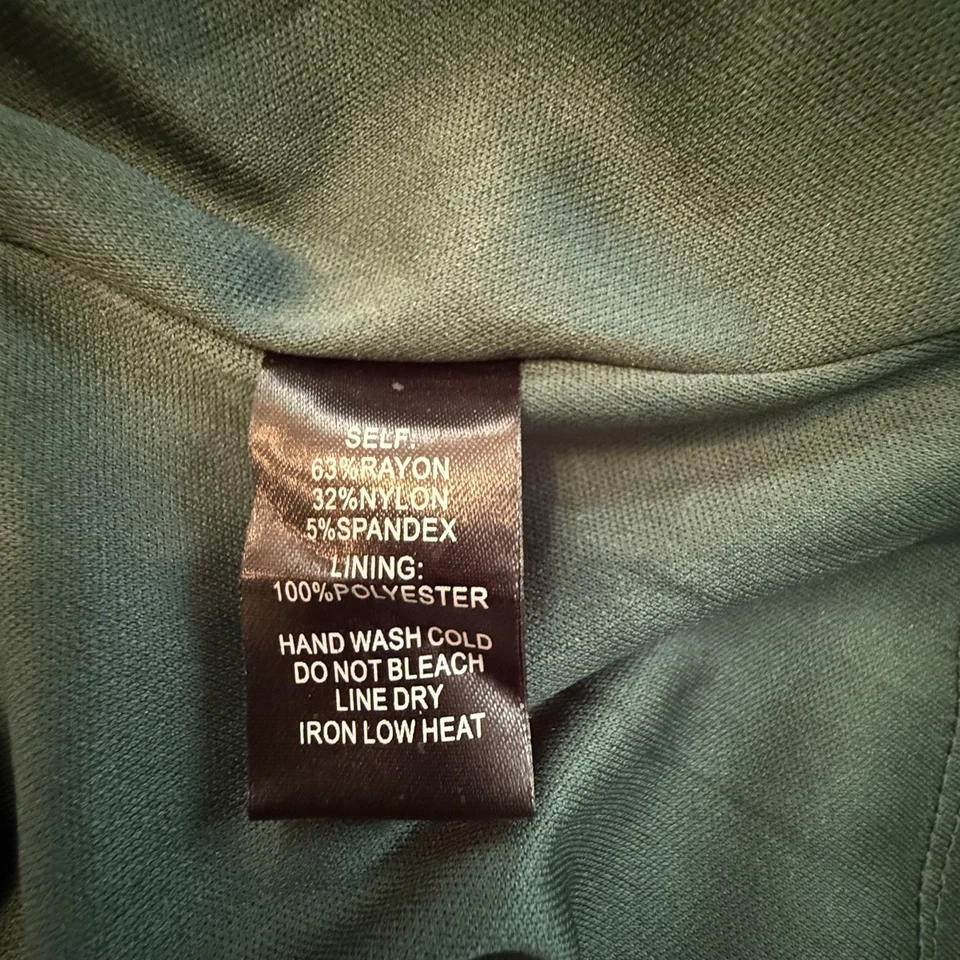 SELF:
63%RAYON
32%NYLON
5%SPANDEX
LINING:
100%POLYESTER
HAND WASH COLD
DO NOT BLEACH
LINE DRY
IRON LOW HEAT